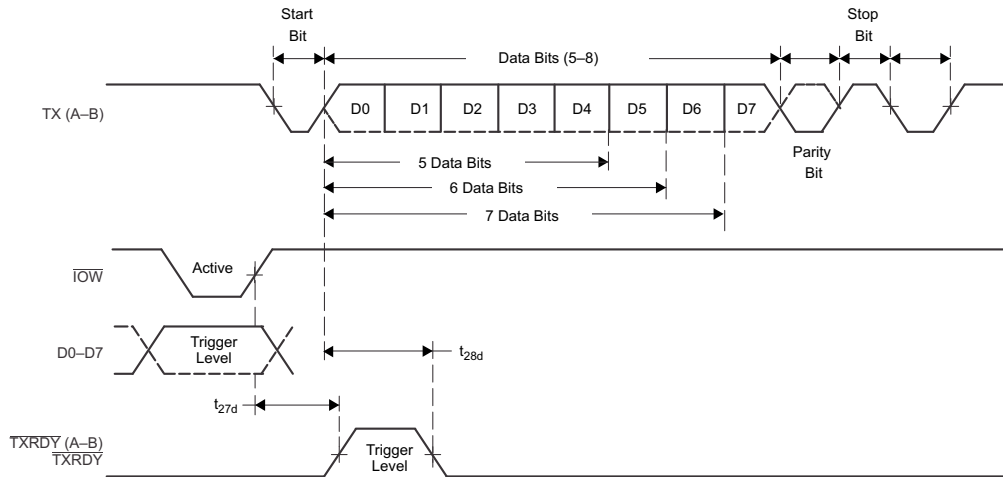 Start
Bit
Stop
Bit
Data Bits (5–8)
TX (A–B)
D0 D1 D2 D3 D4 D5 D6 D7
Parity
Bit
5 Data Bits
6 Data Bits
7 Data Bits
IOW
Active
D0–D7
Trigger
Level
t28d
t27d
TXRDY (A–B)
TXRDY
Trigger
Level